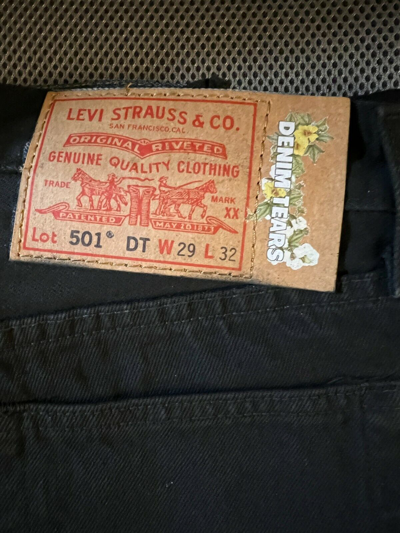 LEVI STRAUSS & CO.
SAN FRANCISCO, CAL.
ORIGINAL RIVETED
GENUINE QUALITY CLOTHING
TRADE MARK
XX
PATENTED MAY 20 1873
Lot 501® DT W 29 L 32
DENIM TEARS